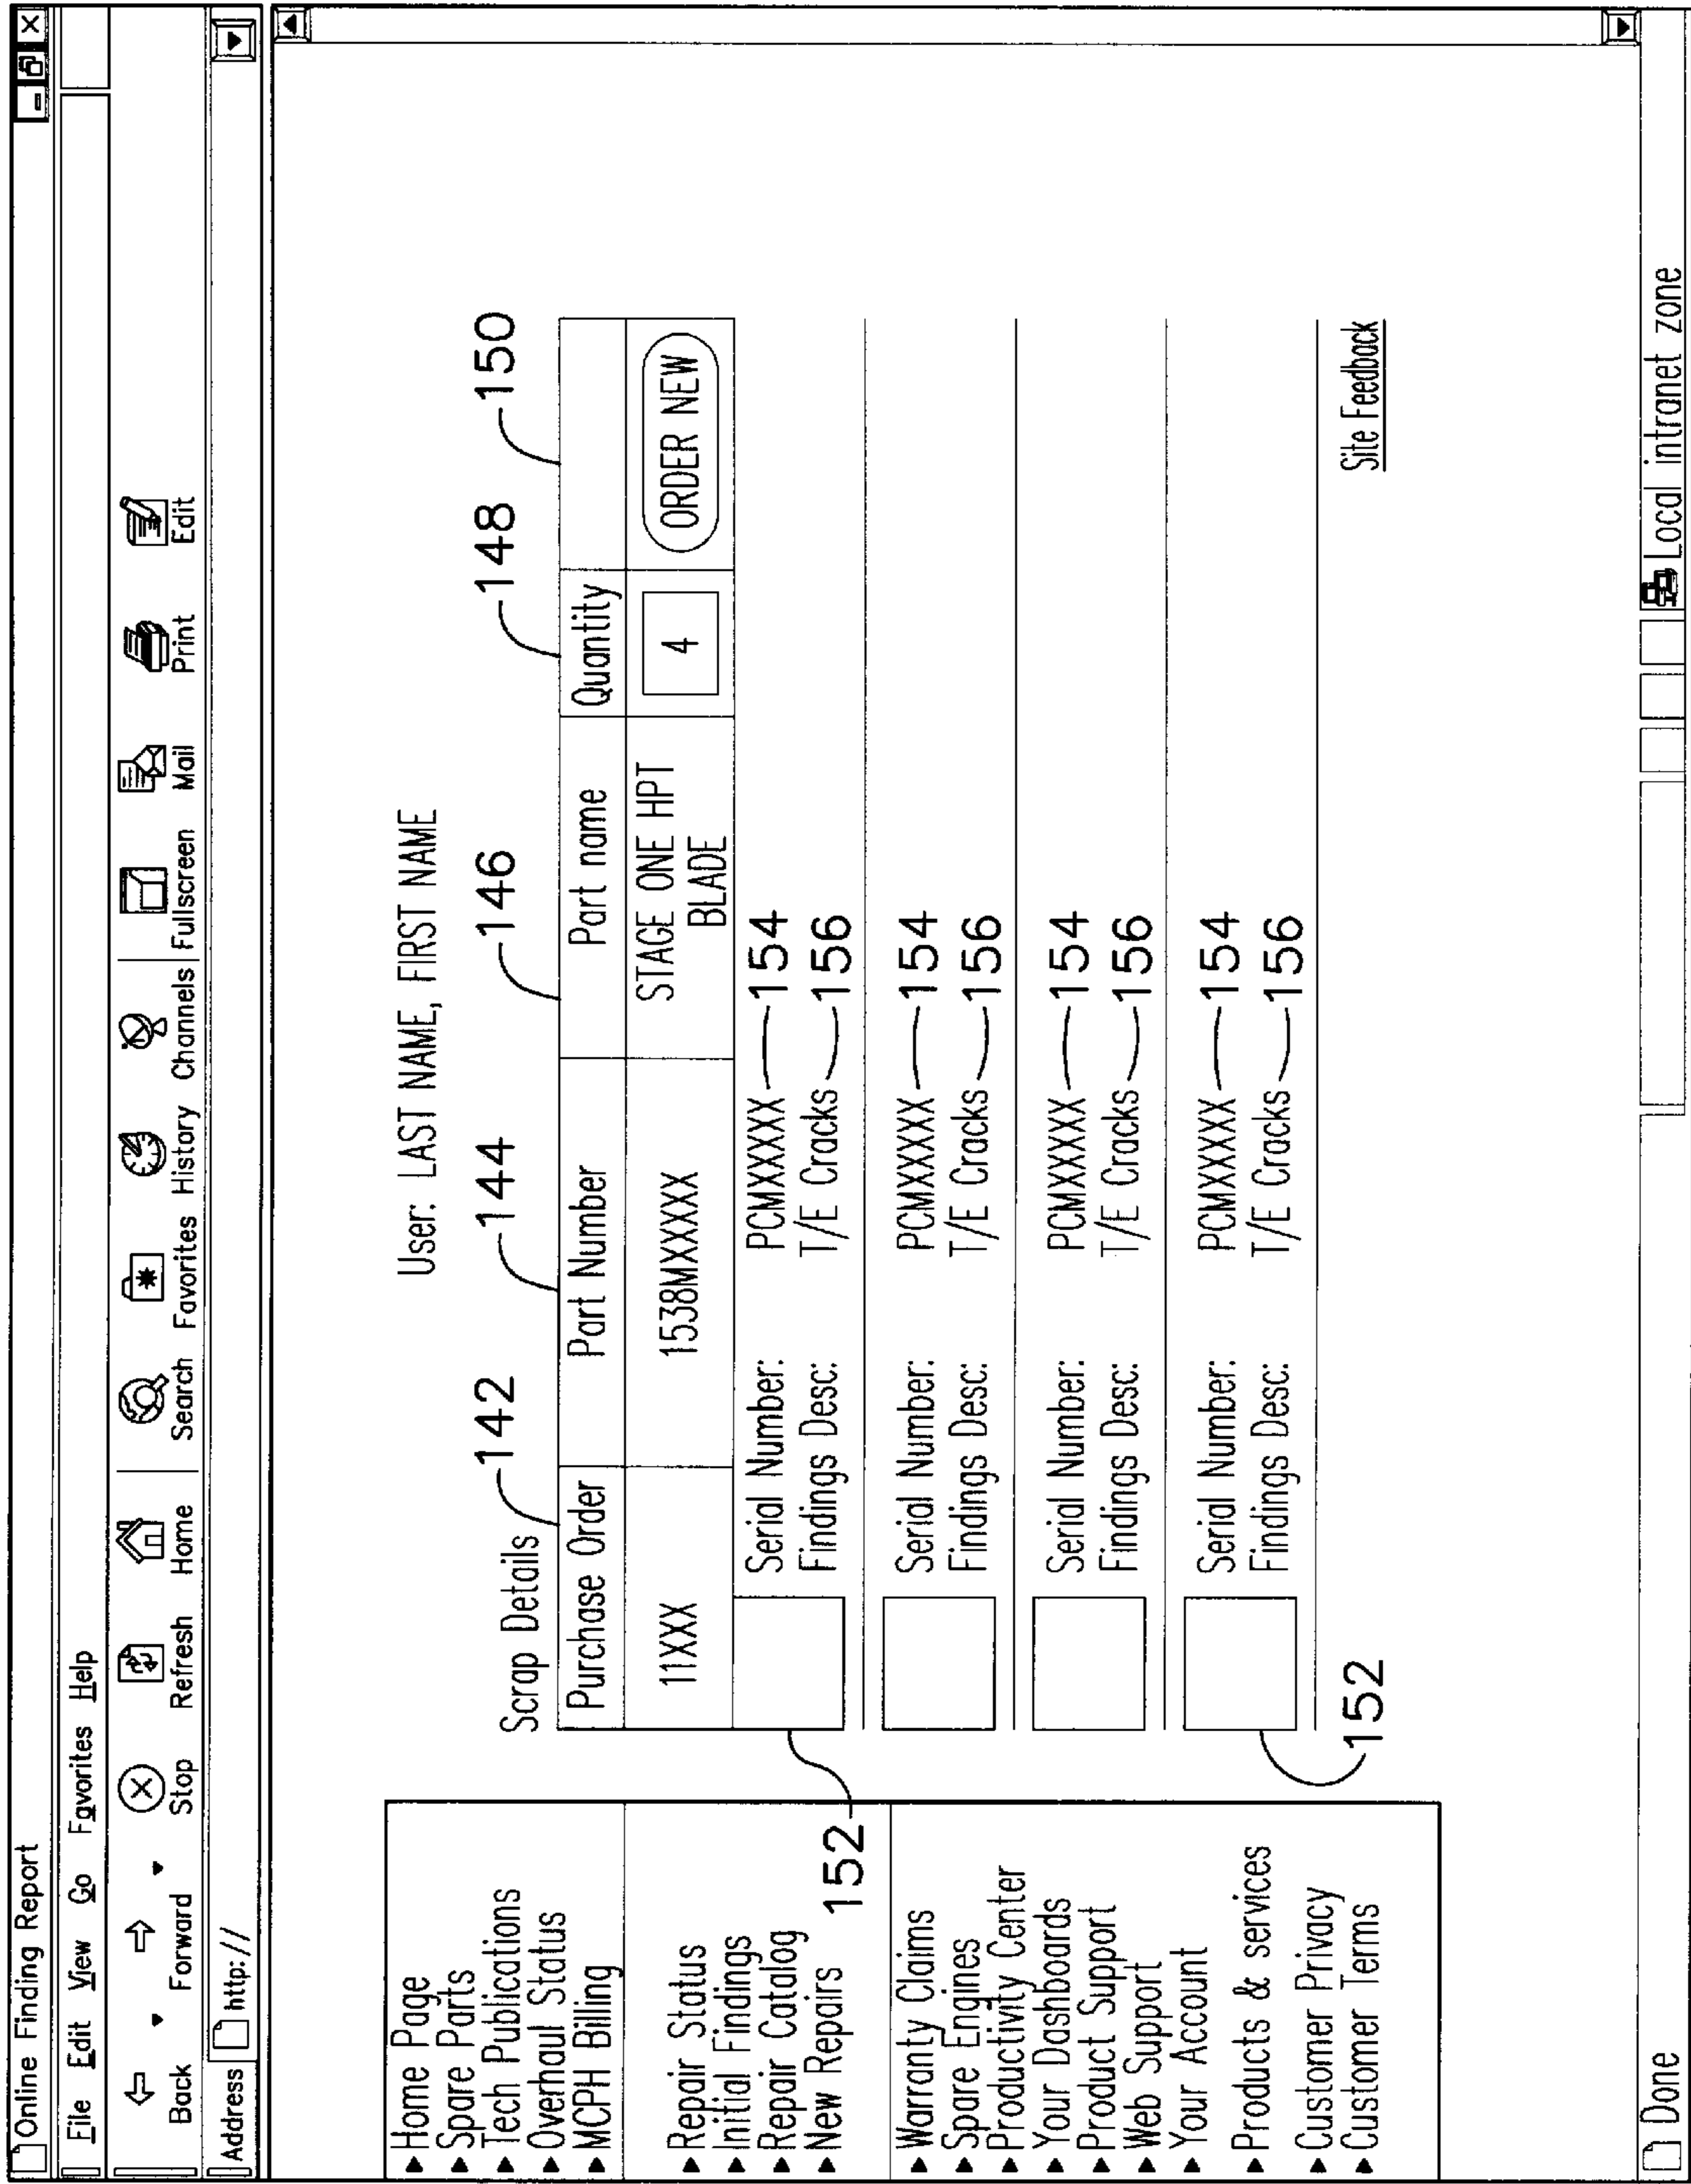 Online Finding Report
File Edit View Go Favorites Help
Back Forward Stop Refresh Home Search Favorites History Channels Fullscreen Mail Print Edit
Address http://
Home Page
Spare Parts
Tech Publications
Overhaul Status
MCPH Billing
Repair Status
Initial Findings
Repair Catalog
New Repairs
Warranty Claims
Spare Engines
Productivity Center
Your Dashboards
Product Support
Web Support
Your Account
Products & services
Customer Privacy
Customer Terms
User: LAST NAME, FIRST NAME
142 144 146 148 150
Scrap Details
Purchase Order Part Number Part name Quantity
11XXX 1538MXXXX STAGE ONE HPT 4 ORDER NEW
BLADE
Serial Number: PCMXXXXX 154
Findings Desc: T/E Cracks 156
152
Serial Number: PCMXXXXX 154
Findings Desc: T/E Cracks 156
Serial Number: PCMXXXXX 154
Findings Desc: T/E Cracks 156
Serial Number: PCMXXXXX 154
Findings Desc: T/E Cracks 156
152
Site Feedback
Done Local intranet zone